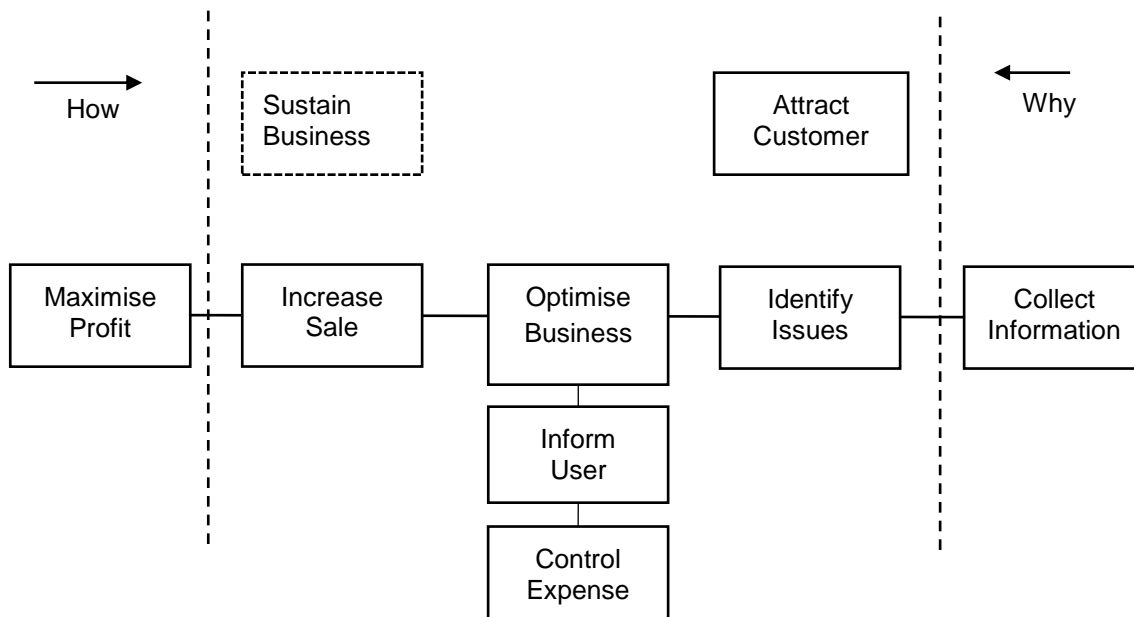 How
Sustain
Business
Attract
Customer
Why
Maximise
Profit
Increase
Sale
Optimise
Business
Identify
Issues
Collect
Information
Inform
User
Control
Expense